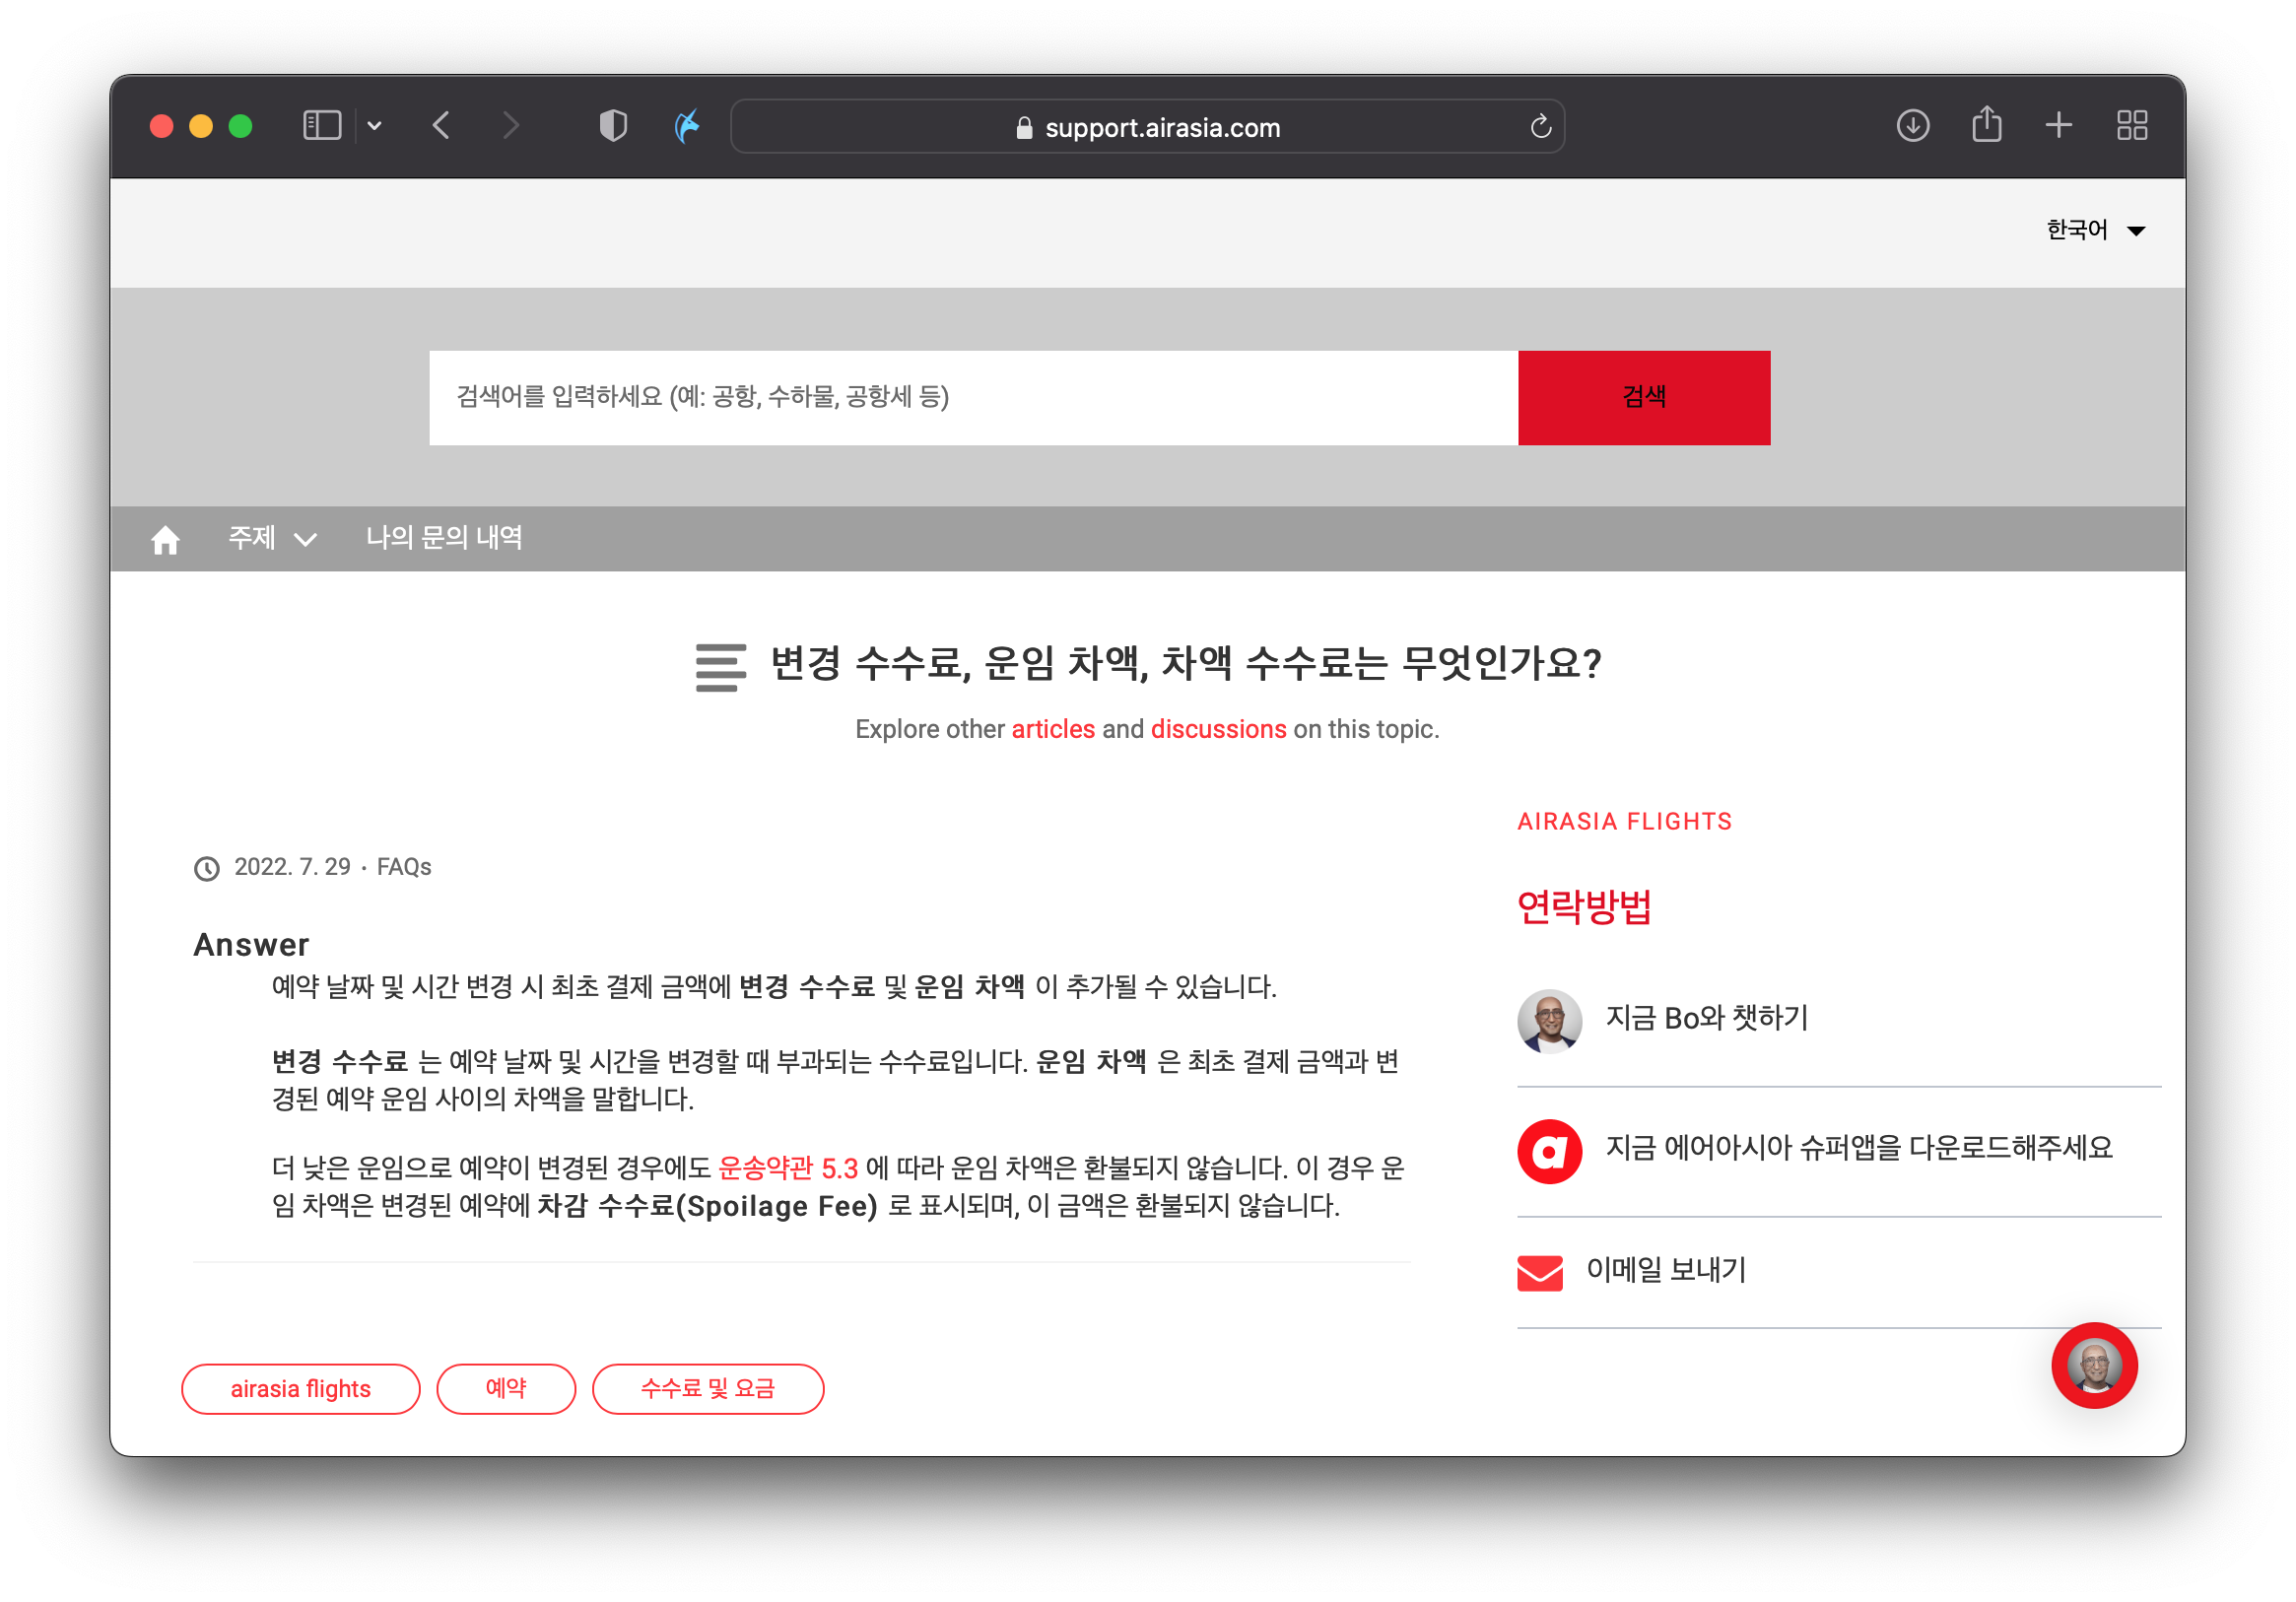 support.airasia.com
한국어
검색어를 입력하세요 (예: 공항, 수하물, 공항세 등)
검색
주제
나의 문의 내역
변경 수수료, 운임 차액, 차액 수수료는 무엇인가요?
Explore other articles and discussions on this topic.
2022. 7. 29 · FAQs
Answer
예약 날짜 및 시간 변경 시 최초 결제 금액에 변경 수수료 및 운임 차액 이 추가될 수 있습니다.
변경 수수료 는 예약 날짜 및 시간을 변경할 때 부과되는 수수료입니다. 운임 차액 은 최초 결제 금액과 변
경된 예약 운임 사이의 차액을 말합니다.
더 낮은 운임으로 예약이 변경된 경우에도 운송약관 5.3 에 따라 운임 차액은 환불되지 않습니다. 이 경우 운
임 차액은 변경된 예약에 차감 수수료(Spoilage Fee) 로 표시되며, 이 금액은 환불되지 않습니다.
airasia flights
예약
수수료 및 요금
AIRASIA FLIGHTS
연락방법
지금 Bo와 챗하기
a
지금 에어아시아 슈퍼앱을 다운로드해주세요
이메일 보내기